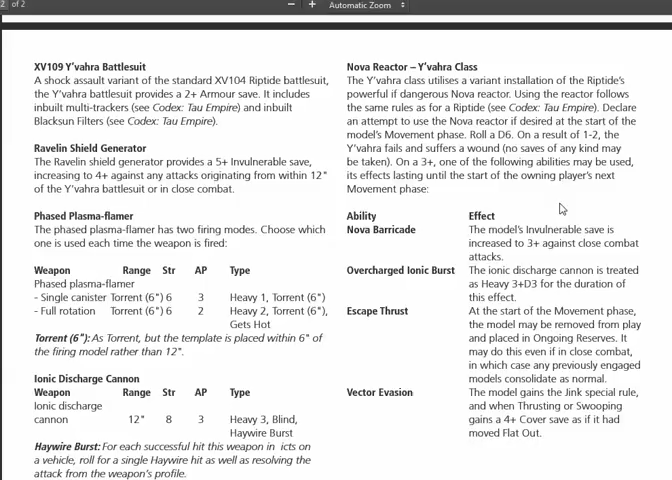 2 of 2
Automatic Zoom
XV109 Y'vahra Battlesuit
A shock assault variant of the standard XV104 Riptide battlesuit,
the Y'vahra battlesuit provides a 2+ Armour save. It includes
inbuilt multi-trackers (see Codex: Tau Empire) and inbuilt
Blacksun Filters (see Codex: Tau Empire).
Ravelin Shield Generator
The Ravelin shield generator provides a 5+ Invulnerable save,
increasing to 4+ against any attacks originating from within 12"
of the Y'vahra battlesuit or in close combat.
Phased Plasma-flamer
The phased plasma-flamer has two firing modes. Choose which
one is used each time the weapon is fired:
Weapon Range Str AP Type
Phased plasma-flamer
- Single canister Torrent (6") 6 3 Heavy 1, Torrent (6")
- Full rotation Torrent (6") 6 2 Heavy 2, Torrent (6"),
Gets Hot
Torrent (6"): As Torrent, but the template is placed within 6" of
the firing model rather than 12".
Ionic Discharge Cannon
Weapon Range Str AP Type
Ionic discharge
cannon 12" 8 3 Heavy 3, Blind,
Haywire Burst
Haywire Burst: For each successful hit this weapon in icts on
a vehicle, roll for a single Haywire hit as well as resolving the
attack from the weapon's profile.
Nova Reactor – Y'vahra Class
The Y'vahra class utilises a variant installation of the Riptide's
powerful if dangerous Nova reactor. Using the reactor follows
the same rules as for a Riptide (see Codex: Tau Empire). Declare
an attempt to use the Nova reactor if desired at the start of the
model's Movement phase. Roll a D6. On a result of 1-2, the
Y'vahra fails and suffers a wound (no saves of any kind may
be taken). On a 3+, one of the following abilities may be used,
its effects lasting until the start of the owning player's next
Movement phase:
Ability Effect
Nova Barricade The model's Invulnerable save is
increased to 3+ against close combat
attacks.
Overcharged Ionic Burst The ionic discharge cannon is treated
as Heavy 3+D3 for the duration of
this effect.
Escape Thrust At the start of the Movement phase,
the model may be removed from play
and placed in Ongoing Reserves. It
may do this even if in close combat,
in which case any previously engaged
models consolidate as normal.
Vector Evasion The model gains the Jink special rule,
and when Thrusting or Swooping
gains a 4+ Cover save as if it had
moved Flat Out.